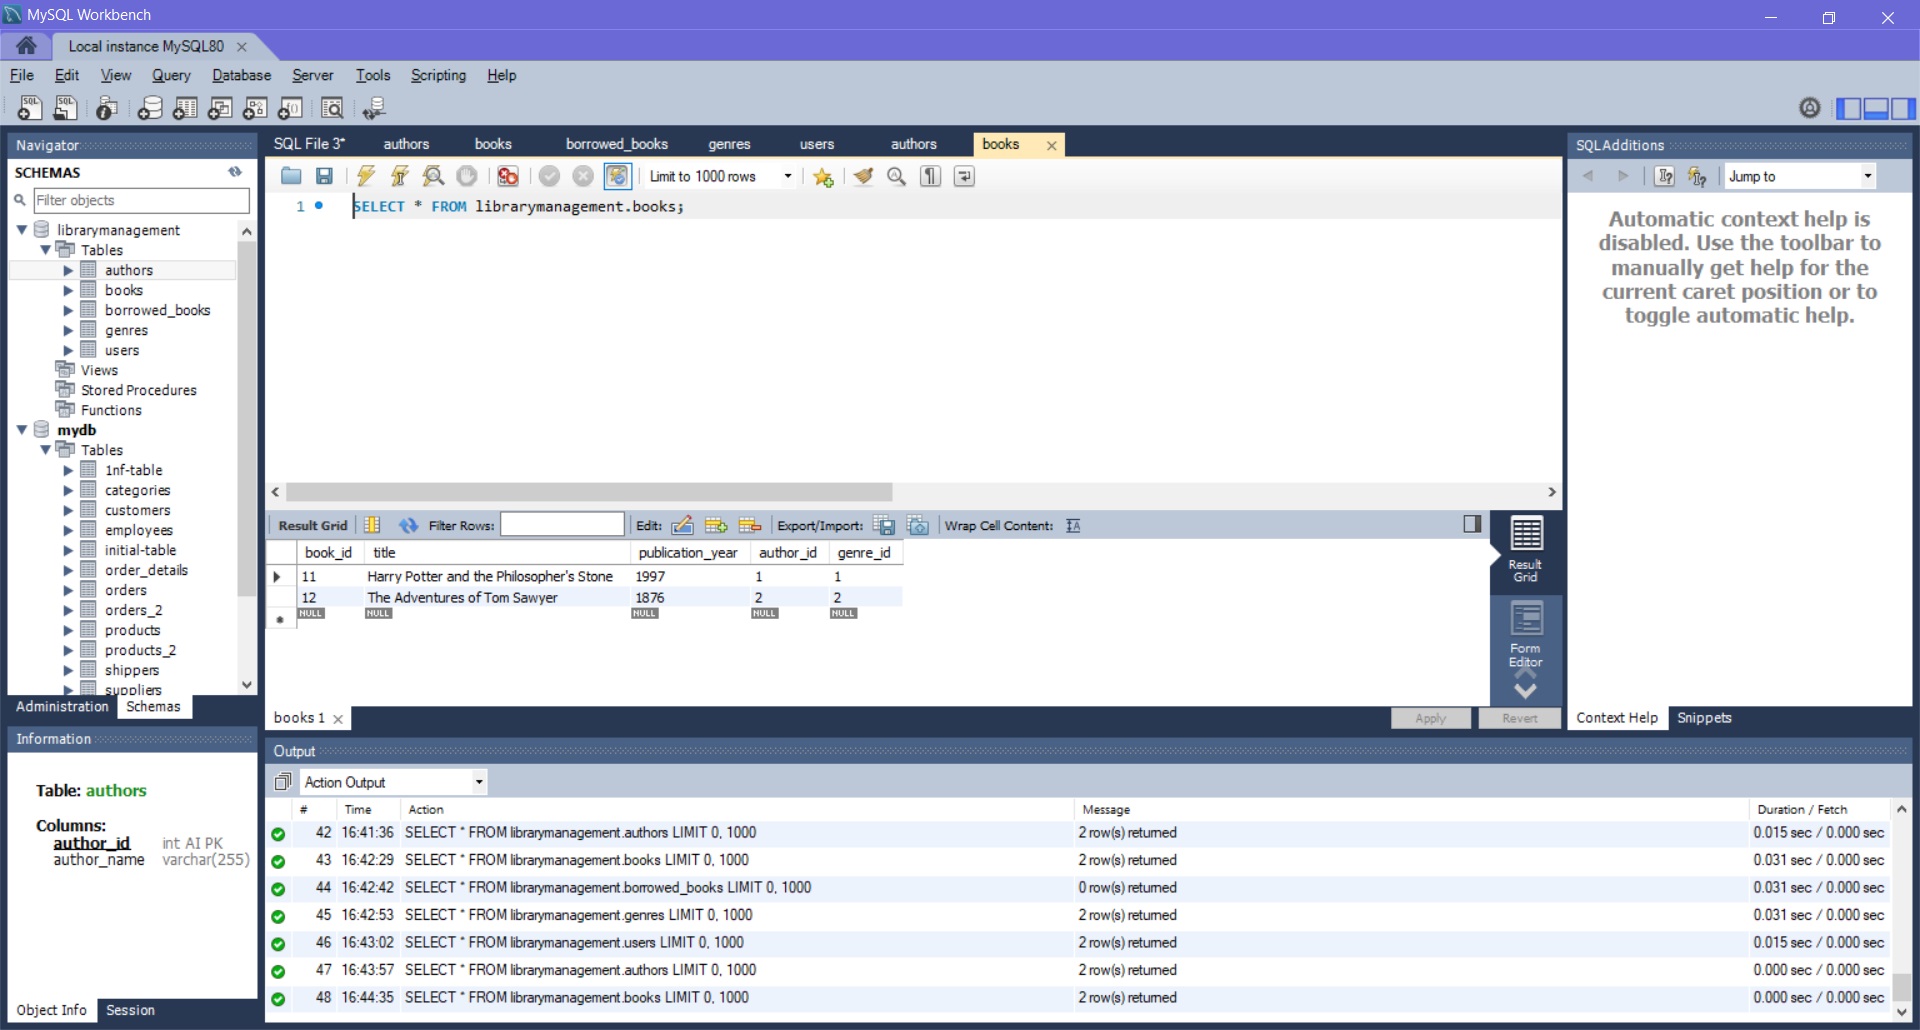 MySQL Workbench
Local instance MySQL80
File Edit View Query Database Server Tools Scripting Help
Navigator
SCHEMAS
Filter objects
librarymanagement
Tables
authors
books
borrowed_books
genres
users
Views
Stored Procedures
Functions
mydb
Tables
1nf-table
categories
customers
employees
initial-table
order_details
orders
orders_2
products
products_2
shippers
suppliers
Administration Schemas
Information
Table: authors
Columns:
author_id int AI PK
author_name varchar(255)
Object Info Session
SQL File 3* authors books borrowed_books genres users authors books
Limit to 1000 rows
1 SELECT * FROM librarymanagement.books;
Result Grid Filter Rows: Edit: Export/Import: Wrap Cell Content:
book_id title publication_year author_id genre_id
11 Harry Potter and the Philosopher's Stone 1997 1 1
12 The Adventures of Tom Sawyer 1876 2 2
NULL NULL NULL NULL NULL
Result Grid
Form Editor
books 1
Apply Revert
SQLAdditions
Jump to
Automatic context help is
disabled. Use the toolbar to
manually get help for the
current caret position or to
toggle automatic help.
Context Help Snippets
Output
Action Output
# Time Action Message Duration / Fetch
42 16:41:36 SELECT * FROM librarymanagement.authors LIMIT 0, 1000 2 row(s) returned 0.015 sec / 0.000 sec
43 16:42:29 SELECT * FROM librarymanagement.books LIMIT 0, 1000 2 row(s) returned 0.031 sec / 0.000 sec
44 16:42:42 SELECT * FROM librarymanagement.borrowed_books LIMIT 0, 1000 0 row(s) returned 0.031 sec / 0.000 sec
45 16:42:53 SELECT * FROM librarymanagement.genres LIMIT 0, 1000 2 row(s) returned 0.031 sec / 0.000 sec
46 16:43:02 SELECT * FROM librarymanagement.users LIMIT 0, 1000 2 row(s) returned 0.015 sec / 0.000 sec
47 16:43:57 SELECT * FROM librarymanagement.authors LIMIT 0, 1000 2 row(s) returned 0.000 sec / 0.000 sec
48 16:44:35 SELECT * FROM librarymanagement.books LIMIT 0, 1000 2 row(s) returned 0.000 sec / 0.000 sec